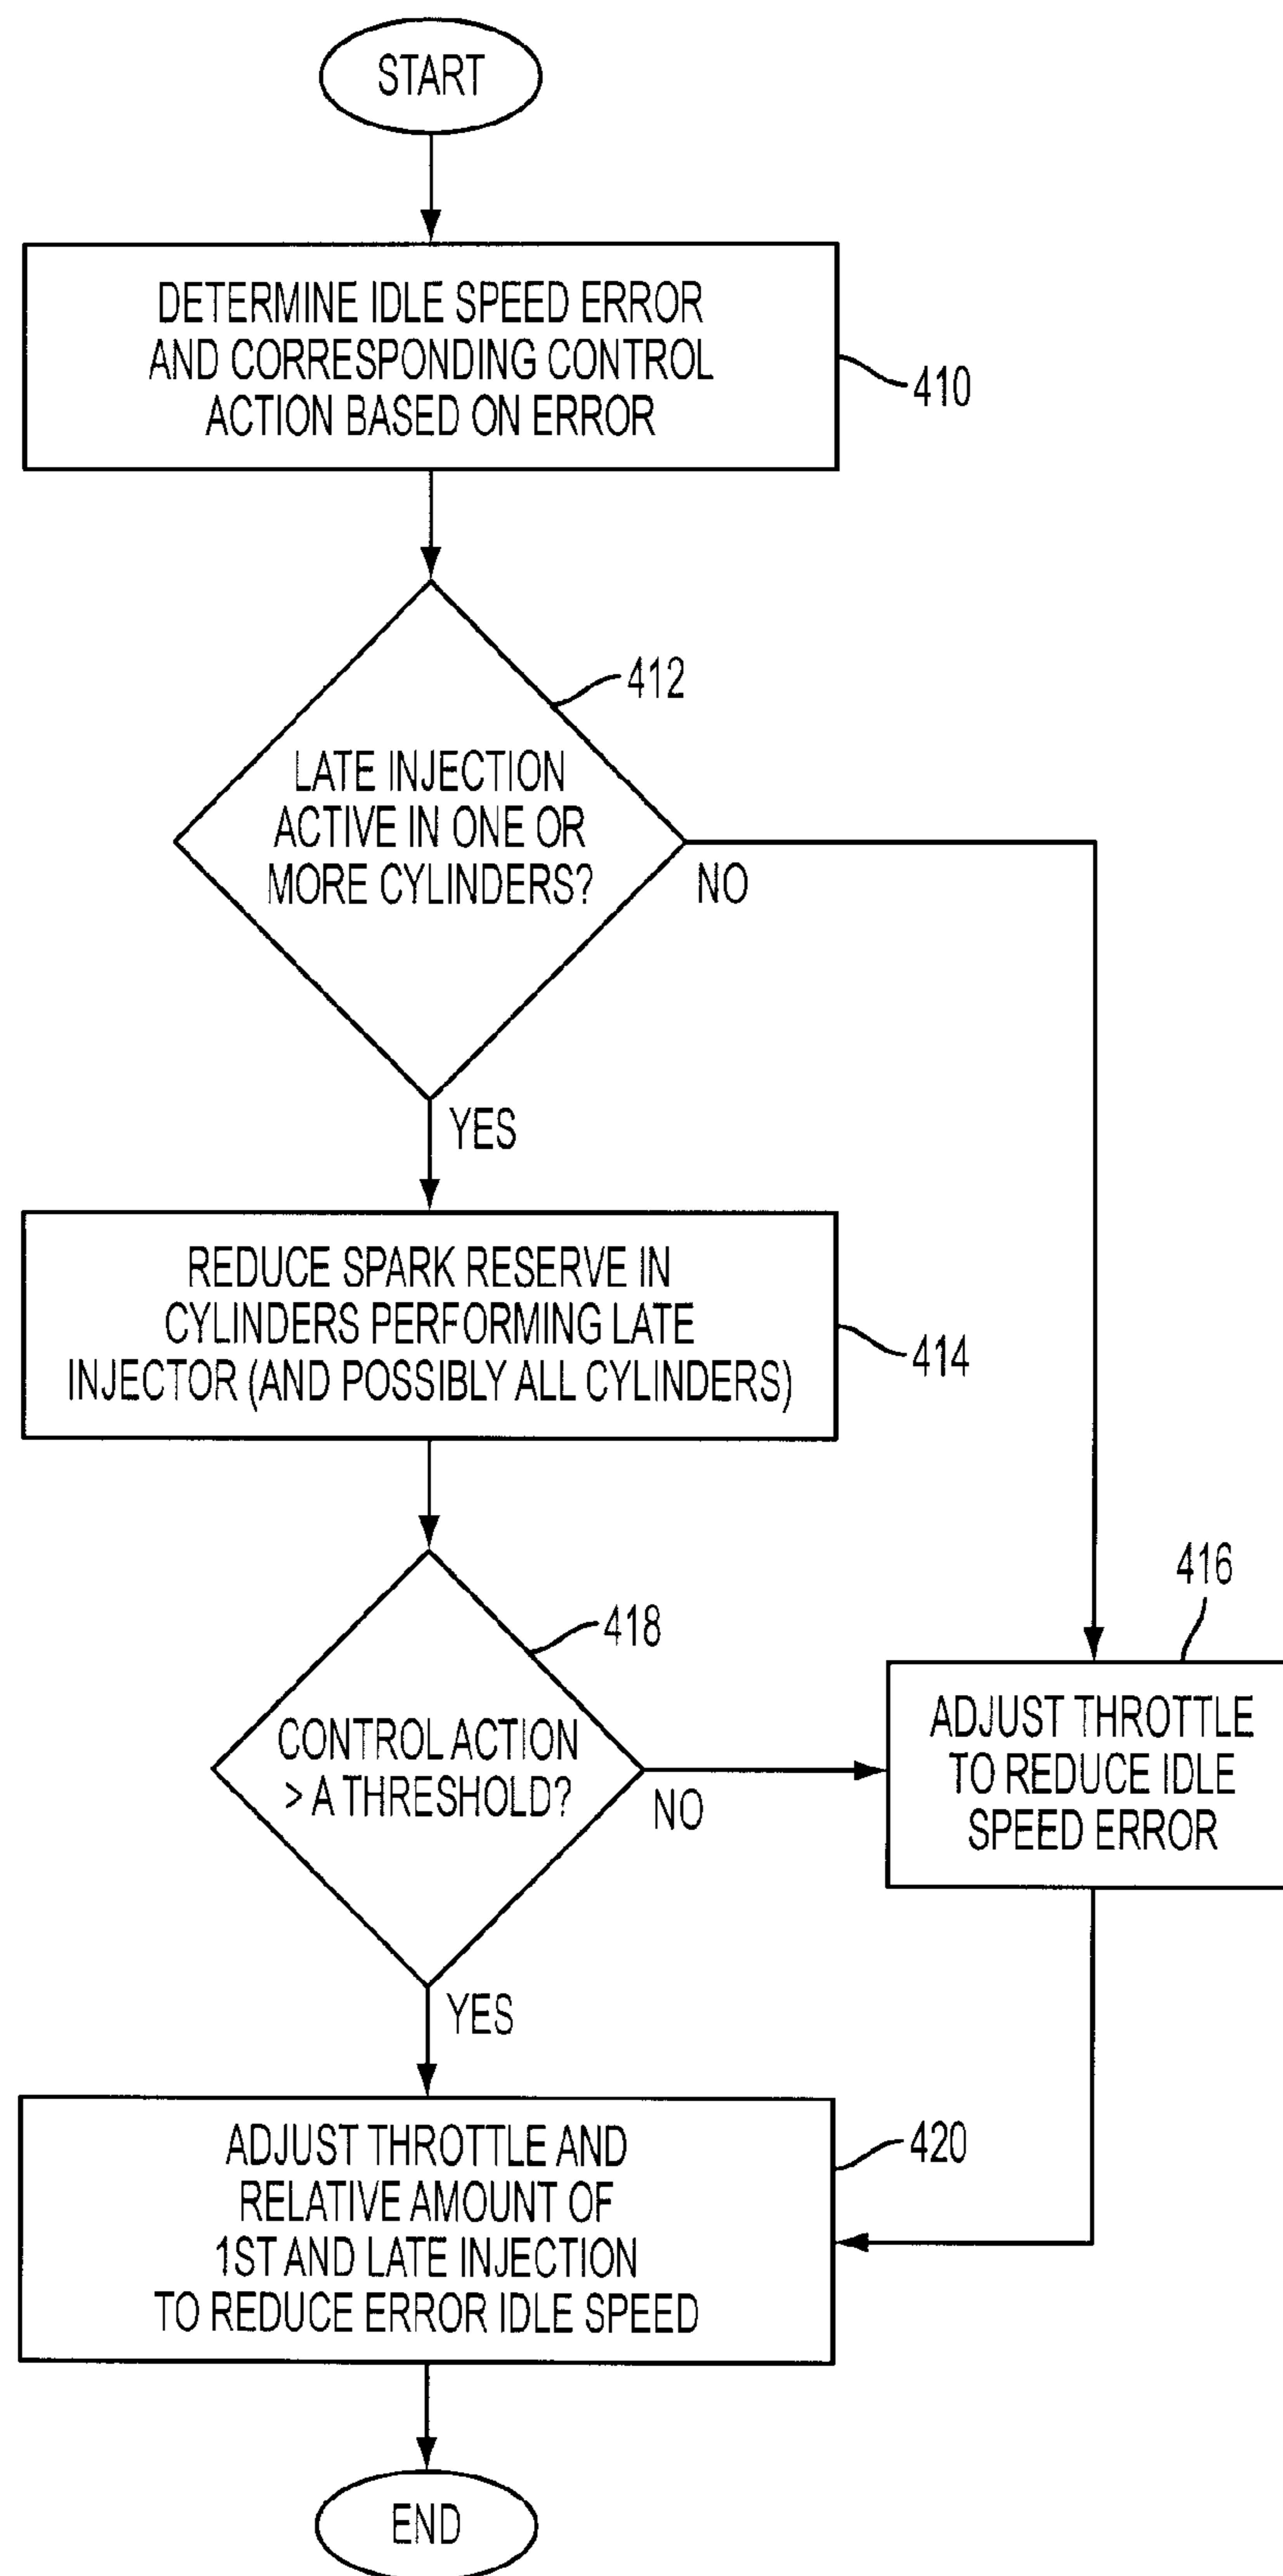 START
DETERMINE IDLE SPEED ERROR
AND CORRESPONDING CONTROL
ACTION BASED ON ERROR
410
412
LATE INJECTION
ACTIVE IN ONE OR
MORE CYLINDERS?
NO
YES
REDUCE SPARK RESERVE IN
CYLINDERS PERFORMING LATE
INJECTOR (AND POSSIBLY ALL CYLINDERS)
414
416
418
CONTROL ACTION
> A THRESHOLD?
NO
ADJUST THROTTLE
TO REDUCE IDLE
SPEED ERROR
YES
ADJUST THROTTLE AND
RELATIVE AMOUNT OF
1ST AND LATE INJECTION
TO REDUCE ERROR IDLE SPEED
420
END